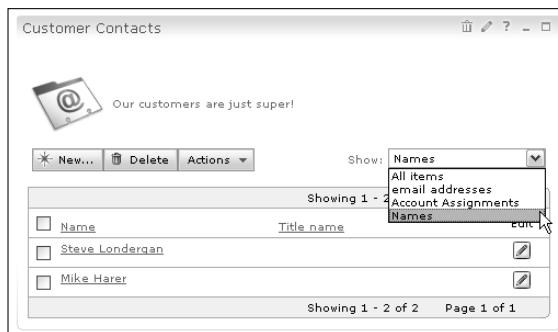 Customer Contacts
?
@
Our customers are just super!
New... Delete Actions Show: Names
All items
email addresses
Account Assignments
Names
Showing 1 - 2
Name Title name Edit
Steve Londergan
Mike Harer
Showing 1 - 2 of 2 Page 1 of 1